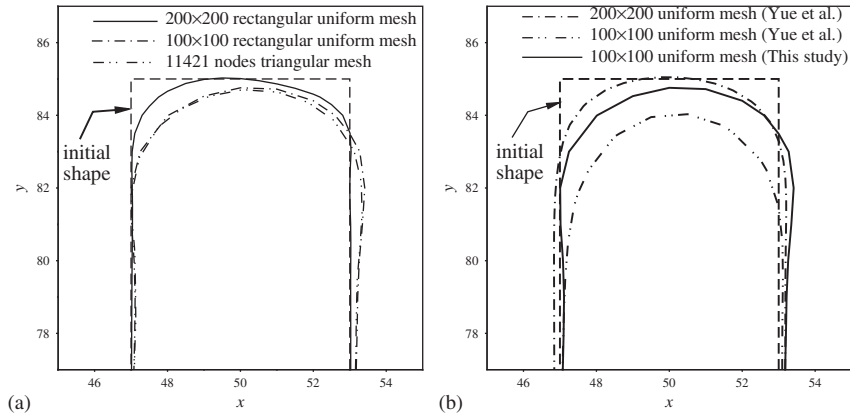 200×200 rectangular uniform mesh
100×100 rectangular uniform mesh
11421 nodes triangular mesh
initial
shape
86
84
82
80
78
y
46
48
50
52
54
x
(a)
200×200 uniform mesh (Yue et al.)
100×100 uniform mesh (Yue et al.)
100×100 uniform mesh (This study)
initial
shape
86
84
82
80
78
y
46
48
50
52
54
x
(b)